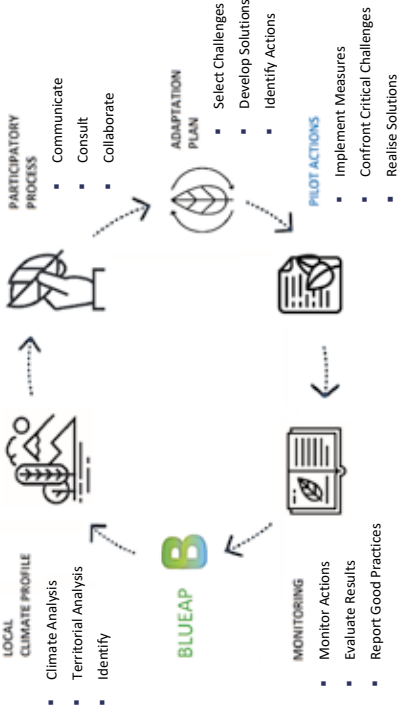 LOCAL
CLIMATE PROFILE
Climate Analysis
Territorial Analysis
Identify
PARTICIPATORY
PROCESS
Communicate
Consult
Collaborate
ADAPTATION
PLAN
Select Challenges
Develop Solutions
Identify Actions
PILOT ACTIONS
Implement Measures
Confront Critical Challenges
Realise Solutions
MONITORING
Monitor Actions
Evaluate Results
Report Good Practices
BLUEAP B